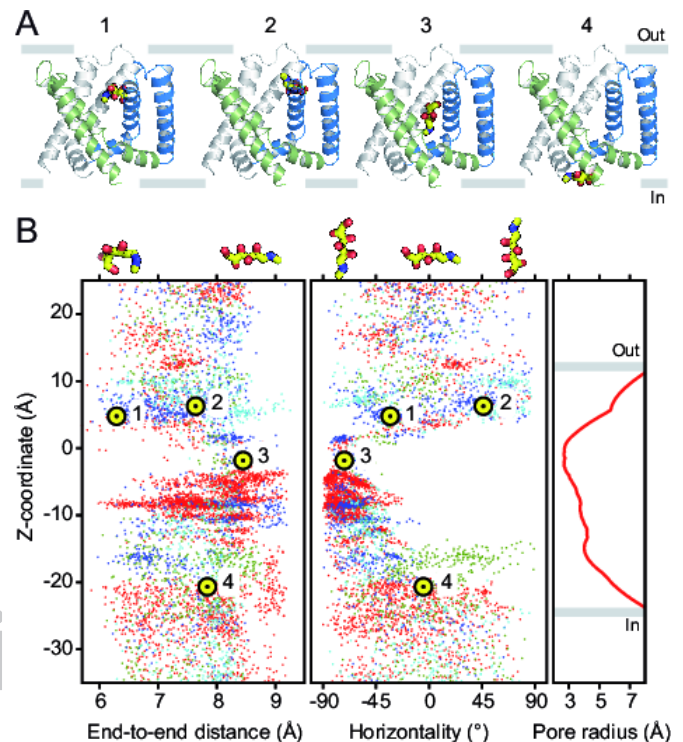 A
1 2 3 4
Out
In
B
20
10
0
-10
-20
-30
Z-coordinate (Å)
1
2
3
4
6 7 8 9
End-to-end distance (Å)
1
2
3
4
-90 -45 0 45 90
Horizontality (°)
Out
In
3 5 7
Pore radius (Å)